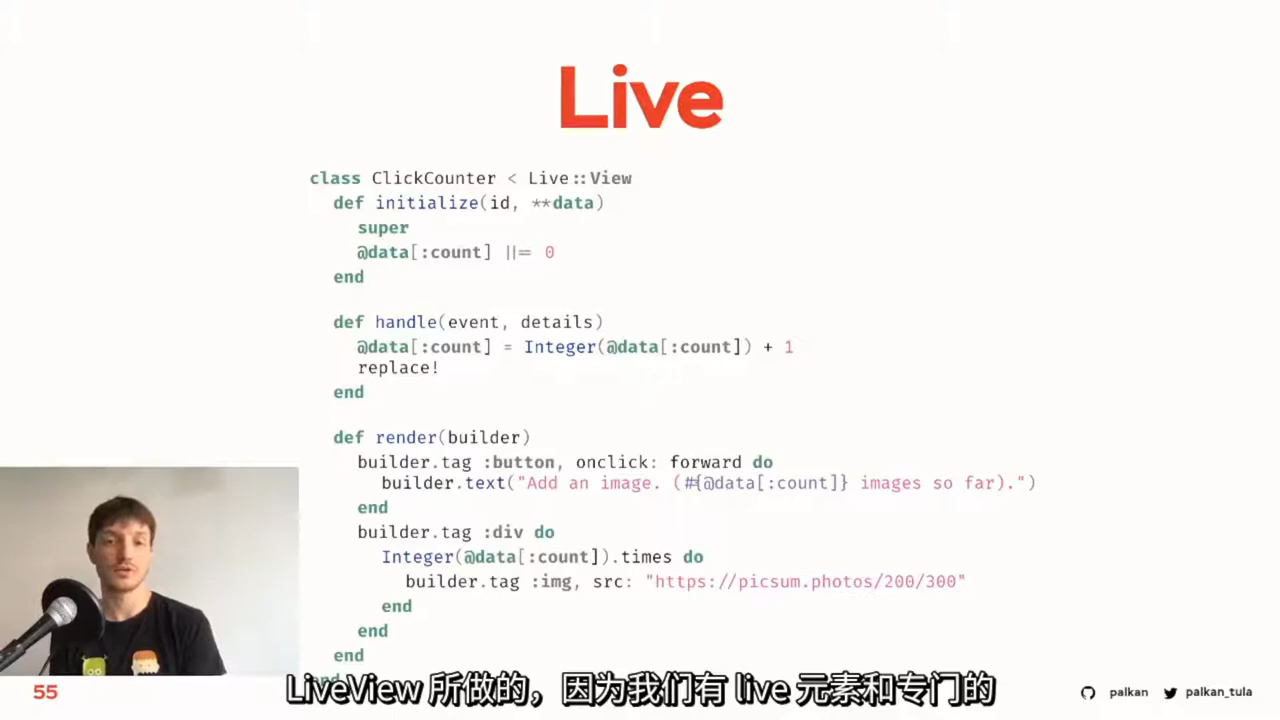 Live
class ClickCounter < Live::View
def initialize(id, **data)
super
@data[:count] ||= 0
end
def handle(event, details)
@data[:count] = Integer(@data[:count]) + 1
replace!
end
def render(builder)
builder.tag :button, onclick: forward do
builder.text("Add an image. (#{@data[:count]} images so far).")
end
builder.tag :div do
Integer(@data[:count]).times do
builder.tag :img, src: "https://picsum.photos/200/300"
end
end
end
LiveView 所做的，因为我们有 live 元素和专门的
55
palkan
palkan_tula